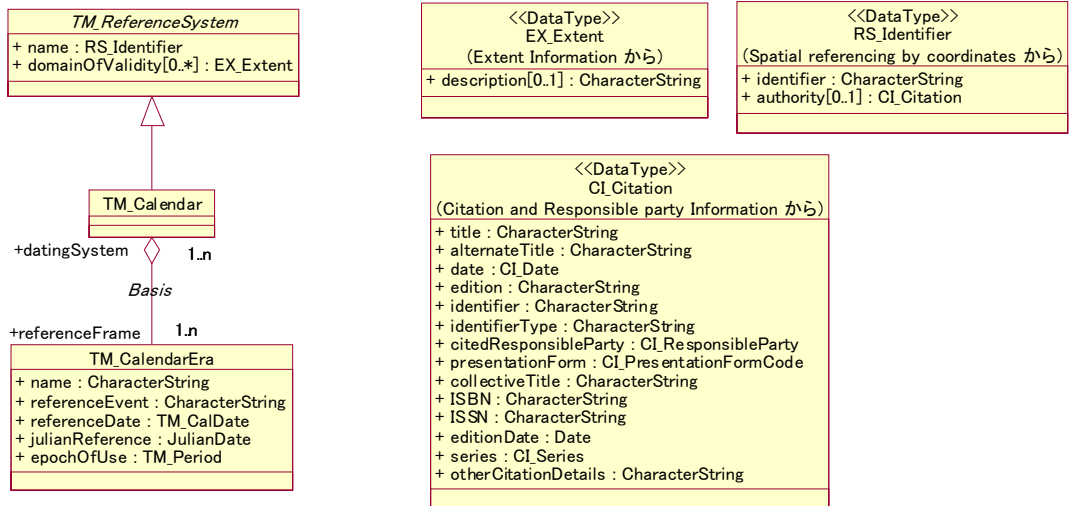 TM_ReferenceSystem
+ name : RS_Identifier
+ domainOfValidity[0..*] : EX_Extent
TM_Calendar
+datingSystem
1..n
Basis
+referenceFrame
1..n
TM_CalendarEra
+ name : CharacterString
+ referenceEvent : CharacterString
+ referenceDate : TM_CalDate
+ julianReference : JulianDate
+ epochOfUse : TM_Period
<<DataType>>
EX_Extent
(Extent Information から)
+ description[0..1] : CharacterString
<<DataType>>
RS_Identifier
(Spatial referencing by coordinates から)
+ identifier : CharacterString
+ authority[0..1] : CI_Citation
<<DataType>>
CI_Citation
(Citation and Responsible party Information から)
+ title : CharacterString
+ alternateTitle : CharacterString
+ date : CI_Date
+ edition : CharacterString
+ identifier : CharacterString
+ identifierType : CharacterString
+ citedResponsibleParty : CI_ResponsibleParty
+ presentationForm : CI_PresentationFormCode
+ collectiveTitle : CharacterString
+ ISBN : CharacterString
+ ISSN : CharacterString
+ editionDate : Date
+ series : CI_Series
+ otherCitationDetails : CharacterString